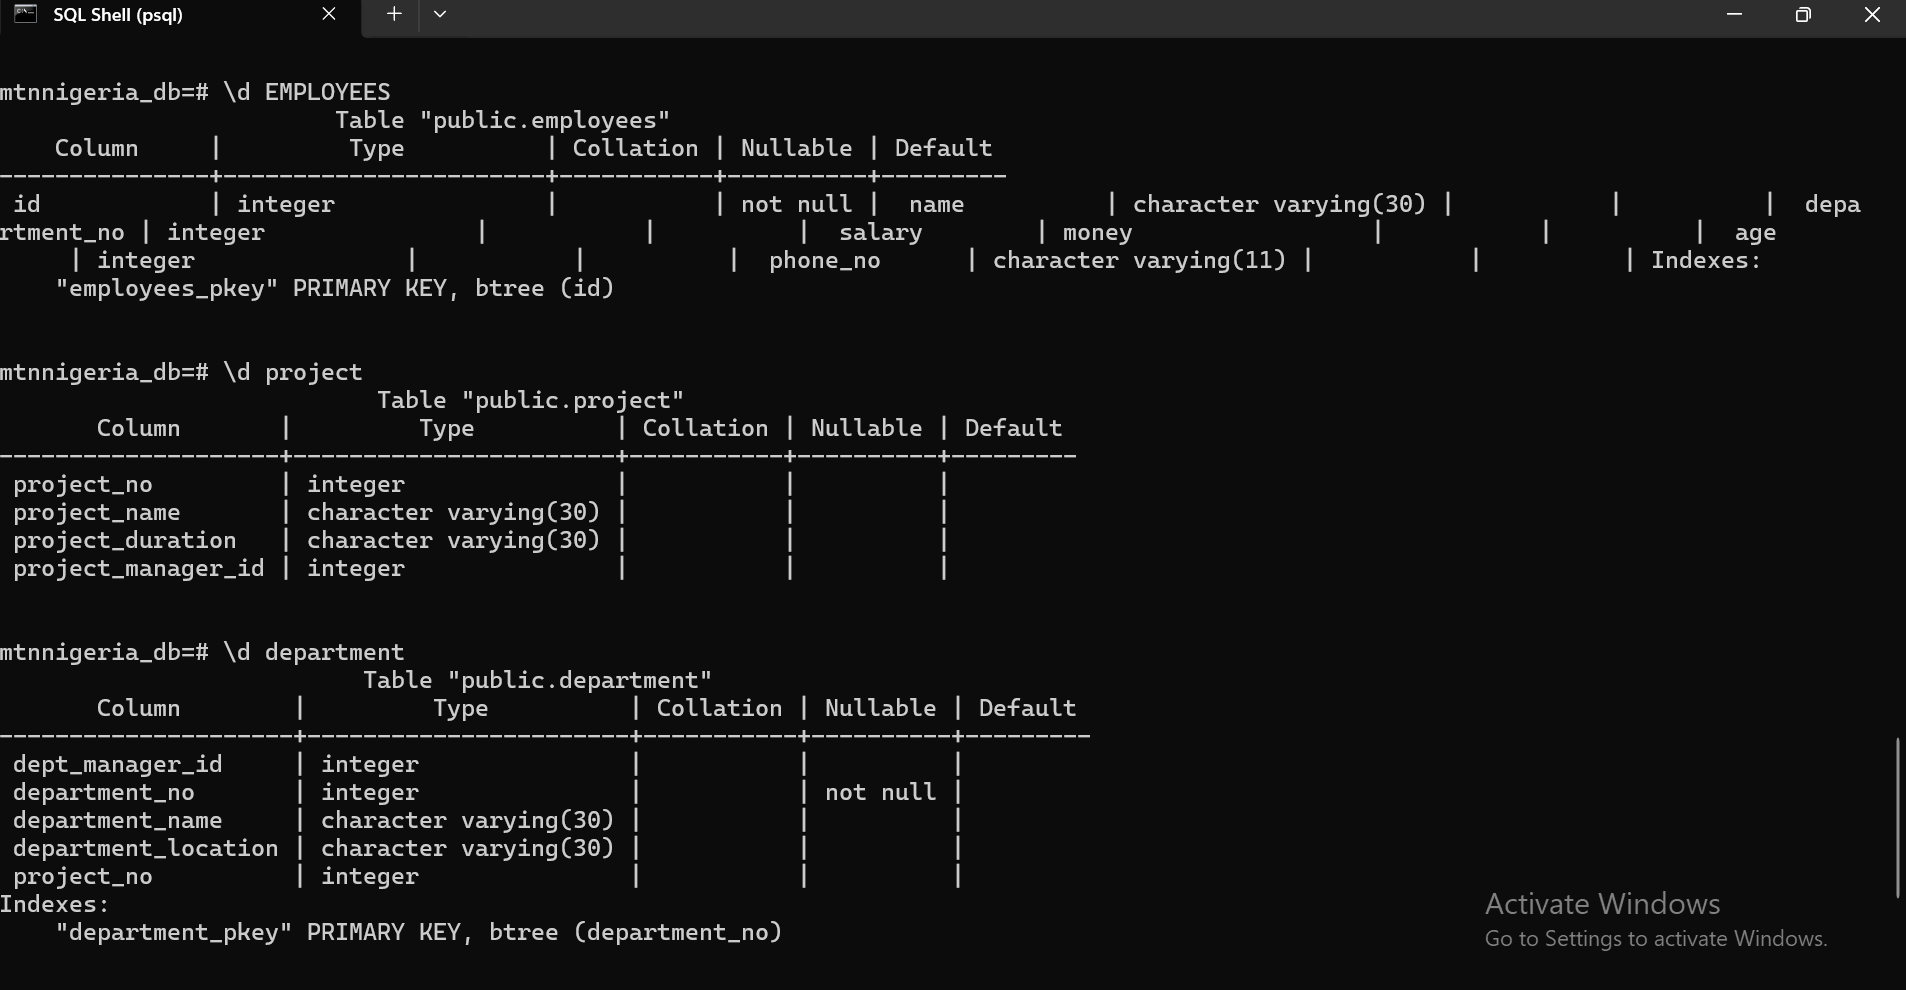 SQL Shell (psql)
mtnnigeria_db=# \d EMPLOYEES
                        Table "public.employees"
    Column     |         Type          | Collation | Nullable | Default
---------------+-----------------------+-----------+----------+---------
 id            | integer               |           | not null |  name          | character varying(30) |           |          |  depa
rtment_no | integer               |           |          |  salary        | money                 |           |          |  age
     | integer               |           |          |  phone_no      | character varying(11) |           |          | Indexes:
    "employees_pkey" PRIMARY KEY, btree (id)
mtnnigeria_db=# \d project
                           Table "public.project"
       Column       |         Type          | Collation | Nullable | Default
--------------------+-----------------------+-----------+----------+---------
 project_no         | integer               |           |          |
 project_name       | character varying(30) |           |          |
 project_duration   | character varying(30) |           |          |
 project_manager_id | integer               |           |          |
mtnnigeria_db=# \d department
                          Table "public.department"
       Column        |         Type          | Collation | Nullable | Default
---------------------+-----------------------+-----------+----------+---------
 dept_manager_id     | integer               |           |          |
 department_no       | integer               |           | not null |
 department_name     | character varying(30) |           |          |
 department_location | character varying(30) |           |          |
 project_no          | integer               |           |          |
Indexes:
    "department_pkey" PRIMARY KEY, btree (department_no)
Activate Windows
Go to Settings to activate Windows.